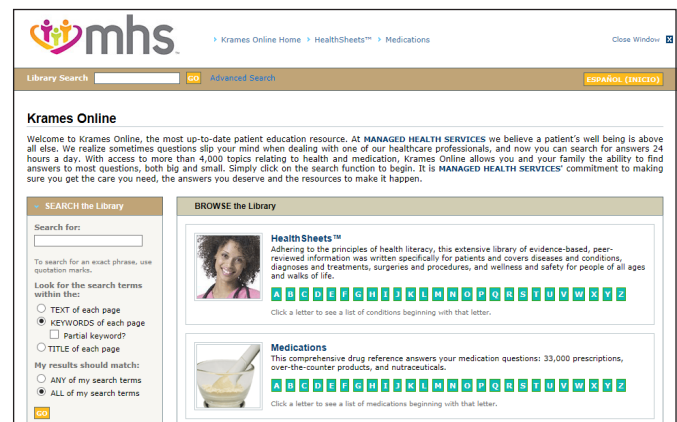 mhs
› Krames Online Home › HealthSheets™ › Medications
Close Window X
Library Search GO Advanced Search
ESPAÑOL (INICIO)
Krames Online
Welcome to Krames Online, the most up-to-date patient education resource. At MANAGED HEALTH SERVICES we believe a patient's well being is above
all else. We realize sometimes questions slip your mind when dealing with one of our healthcare professionals, and now you can search for answers 24
hours a day. With access to more than 4,000 topics relating to health and medication, Krames Online allows you and your family the ability to find
answers to most questions, both big and small. Simply click on the search function to begin. It is MANAGED HEALTH SERVICES' commitment to making
sure you get the care you need, the answers you deserve and the resources to make it happen.
SEARCH the Library
Search for:
To search for an exact phrase, use
quotation marks.
Look for the search terms
within the:
TEXT of each page
KEYWORDS of each page
Partial keyword?
TITLE of each page
My results should match:
ANY of my search terms
ALL of my search terms
GO
BROWSE the Library
HealthSheets™
Adhering to the principles of health literacy, this extensive library of evidence-based, peer-
reviewed information was written specifically for patients and covers diseases and conditions,
diagnoses and treatments, surgeries and procedures, and wellness and safety for people of all ages
and walks of life.
A B C D E F G H I J K L M N O P Q R S T U V W X Y Z
Click a letter to see a list of conditions beginning with that letter.
Medications
This comprehensive drug reference answers your medication questions: 33,000 prescriptions,
over-the-counter products, and nutraceuticals.
A B C D E F G H I J K L M N O P Q R S T U V W X Y Z
Click a letter to see a list of medications beginning with that letter.